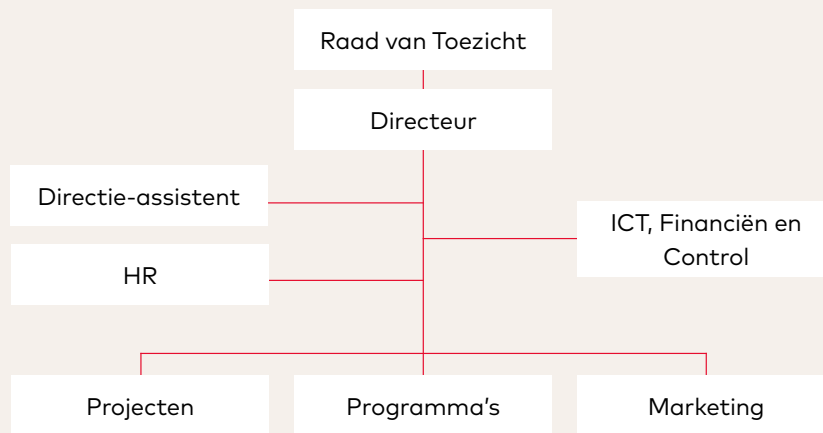 Raad van Toezicht
Directeur
Directie-assistent
ICT, Financiën en
Control
HR
Projecten
Programma's
Marketing